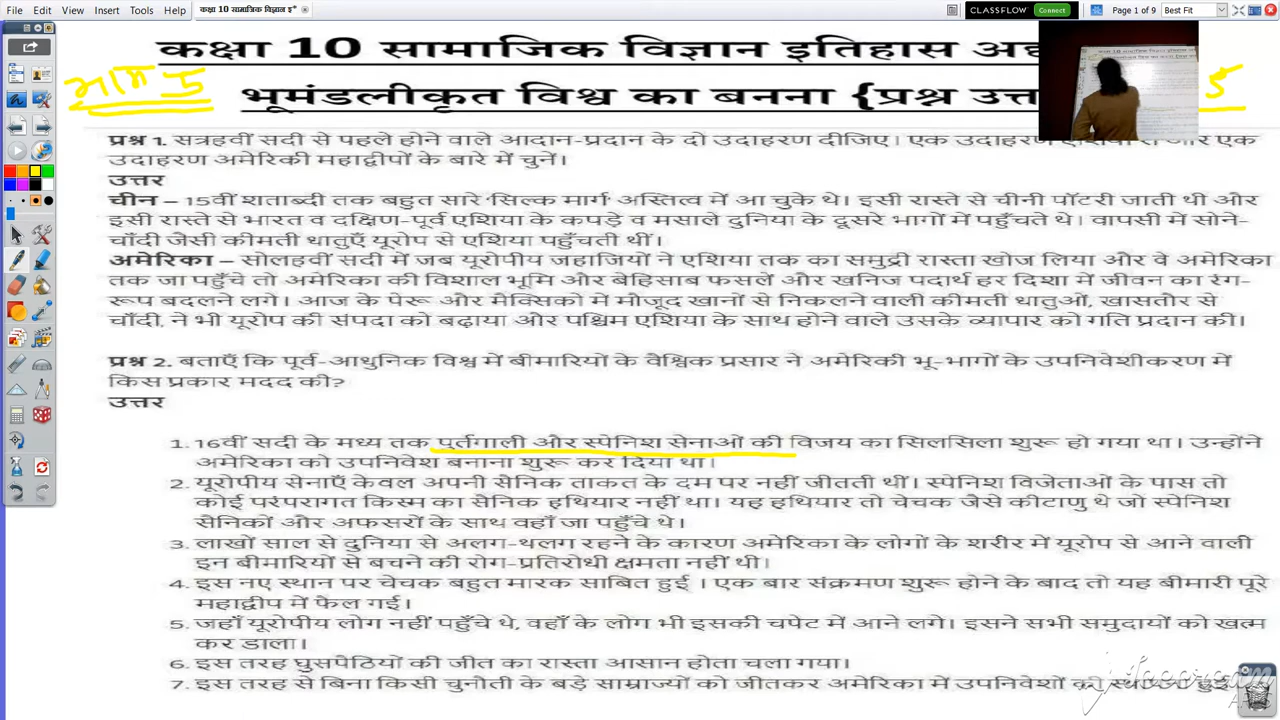 File Edit View Insert Tools Help कक्षा 10 सामाजिक विज्ञान इ* CLASSFLOW Connect Page 1 of 9 Best Fit
कक्षा 10 सामाजिक विज्ञान इतिहास
भाग 5 भूमंडलीकृत विश्व का बनना {प्रश्न 5
प्रश्न 1. सत्रहवीं सदी से पहले होने वाले आदान-प्रदान के दो उदाहरण दीजिए। एक उदाहरण एशिया से और एक
उदाहरण अमेरिकी महाद्वीपों के बारे में चुनें।
उत्तर
चीन – 15वीं शताब्दी तक बहुत सारे 'सिल्क मार्ग' अस्तित्व में आ चुके थे। इसी रास्ते से चीनी पॉटरी जाती थी और
इसी रास्ते से भारत व दक्षिण-पूर्व एशिया के कपड़े व मसाले दुनिया के दूसरे भागों में पहुँचते थे। वापसी में सोने-
चाँदी जैसी कीमती धातुएँ यूरोप से एशिया पहुँचती थीं।
अमेरिका – सोलहवीं सदी में जब यूरोपीय जहाजियों ने एशिया तक का समुद्री रास्ता खोज लिया और वे अमेरिका
तक जा पहुँचे तो अमेरिका की विशाल भूमि और बेहिसाब फसलें और खनिज पदार्थ हर दिशा में जीवन का रंग-
रूप बदलने लगे। आज के पेरू और मैक्सिको में मौजूद खानों से निकलने वाली कीमती धातुओं, खासतौर से
चाँदी, ने भी यूरोप की संपदा को बढ़ाया और पश्चिम एशिया के साथ होने वाले उसके व्यापार को गति प्रदान की।
प्रश्न 2. बताएँ कि पूर्व-आधुनिक विश्व में बीमारियों के वैश्विक प्रसार ने अमेरिकी भू-भागों के उपनिवेशीकरण में
किस प्रकार मदद की?
उत्तर
1. 16वीं सदी के मध्य तक पुर्तगाली और स्पेनिश सेनाओं की विजय का सिलसिला शुरू हो गया था। उन्होंने
अमेरिका को उपनिवेश बनाना शुरू कर दिया था।
2. यूरोपीय सेनाएँ केवल अपनी सैनिक ताकत के दम पर नहीं जीतती थीं। स्पेनिश विजेताओं के पास तो
कोई परंपरागत किस्म का सैनिक हथियार नहीं था। यह हथियार तो चेचक जैसे कीटाणु थे जो स्पेनिश
सैनिकों और अफसरों के साथ वहाँ जा पहुँचे थे।
3. लाखों साल से दुनिया से अलग-थलग रहने के कारण अमेरिका के लोगों के शरीर में यूरोप से आने वाली
इन बीमारियों से बचने की रोग-प्रतिरोधी क्षमता नहीं थी।
4. इस नए स्थान पर चेचक बहुत मारक साबित हुई । एक बार संक्रमण शुरू होने के बाद तो यह बीमारी पूरे
महाद्वीप में फैल गई।
5. जहाँ यूरोपीय लोग नहीं पहुँचे थे, वहाँ के लोग भी इसकी चपेट में आने लगे। इसने सभी समुदायों को खत्म
कर डाला।
6. इस तरह घुसपैठियों की जीत का रास्ता आसान होता चला गया।
7. इस तरह से बिना किसी चुनौती के बड़े साम्राज्यों को जीतकर अमेरिका में उपनिवेशों की